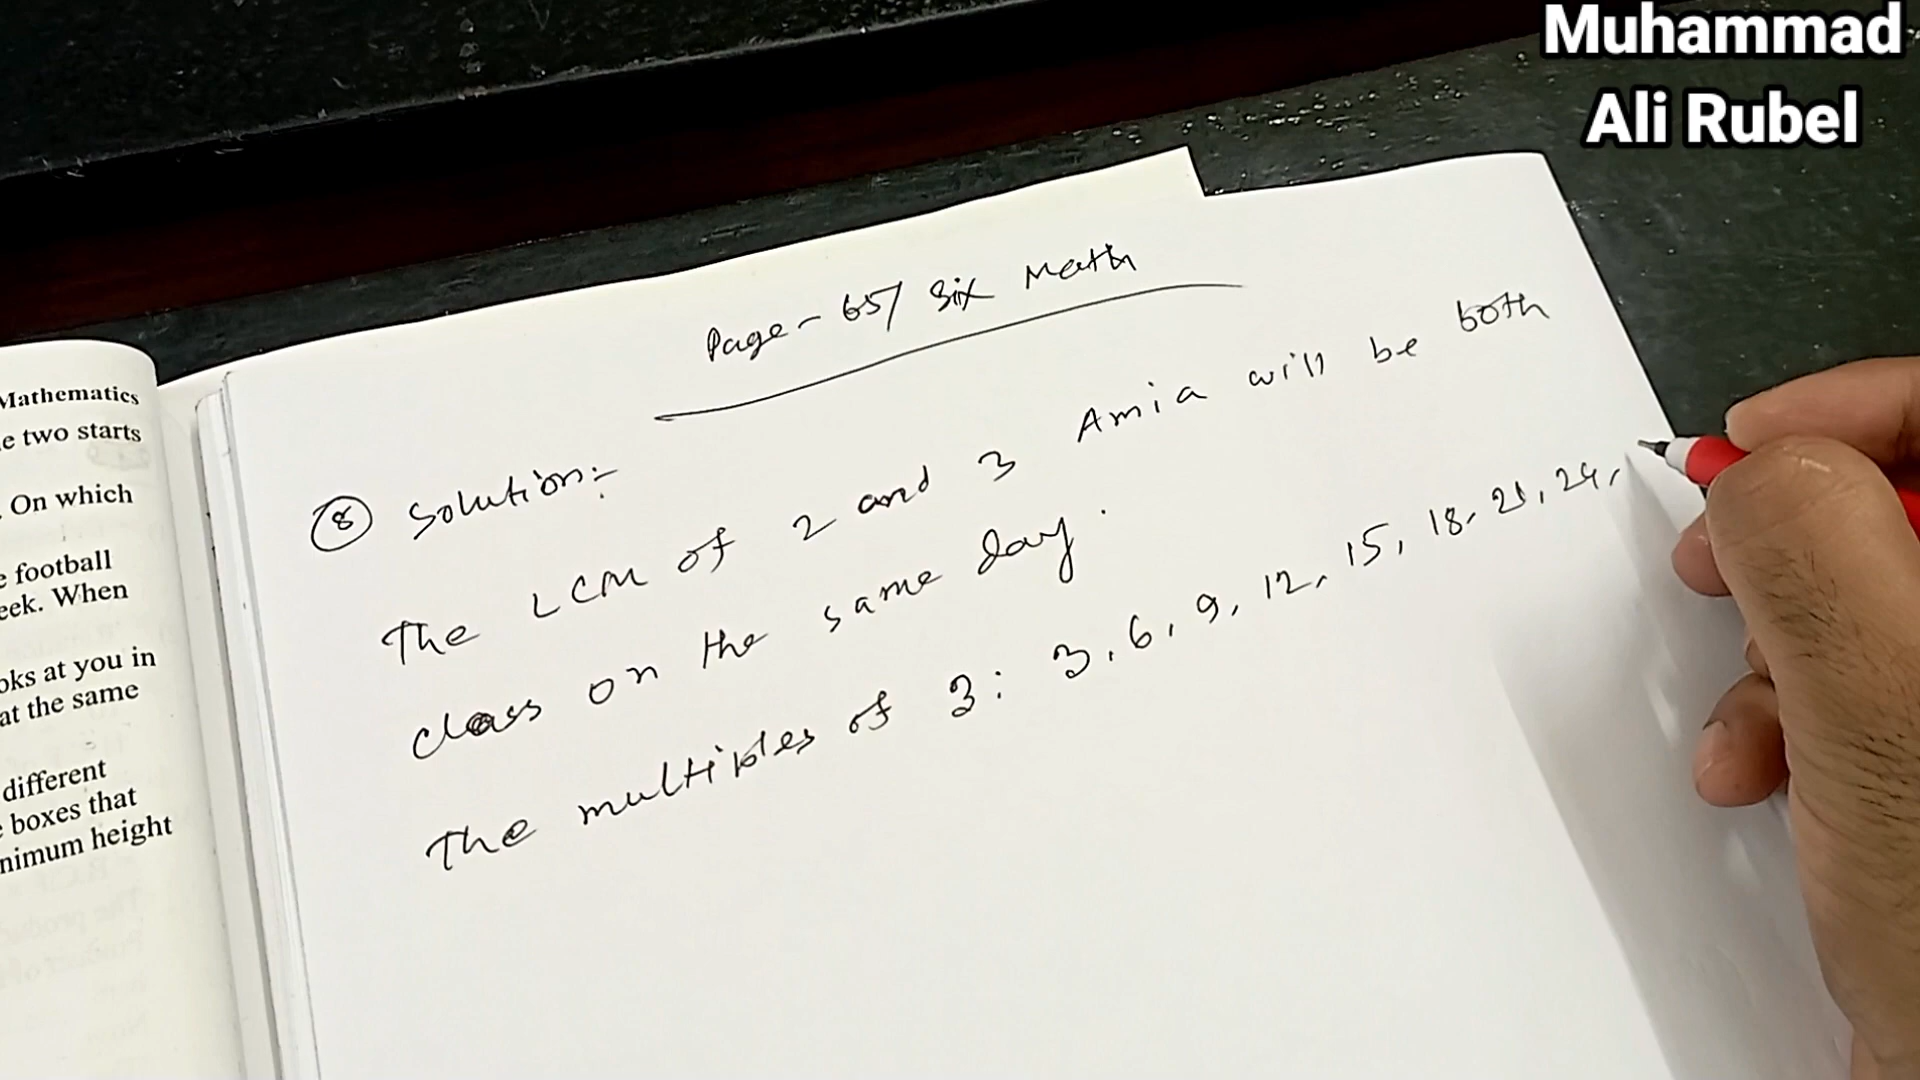 Muhammad
Ali Rubel
Page - 65/ Six Math
Mathematics
e two starts
. On which
e football
eek. When
oks at you in
at the same
different
boxes that
nimum height
8 Solution:-
The LCM of 2 and 3 Amia will be both
class on the same day.
The multiples of 3: 3, 6, 9, 12, 15, 18, 21, 24,